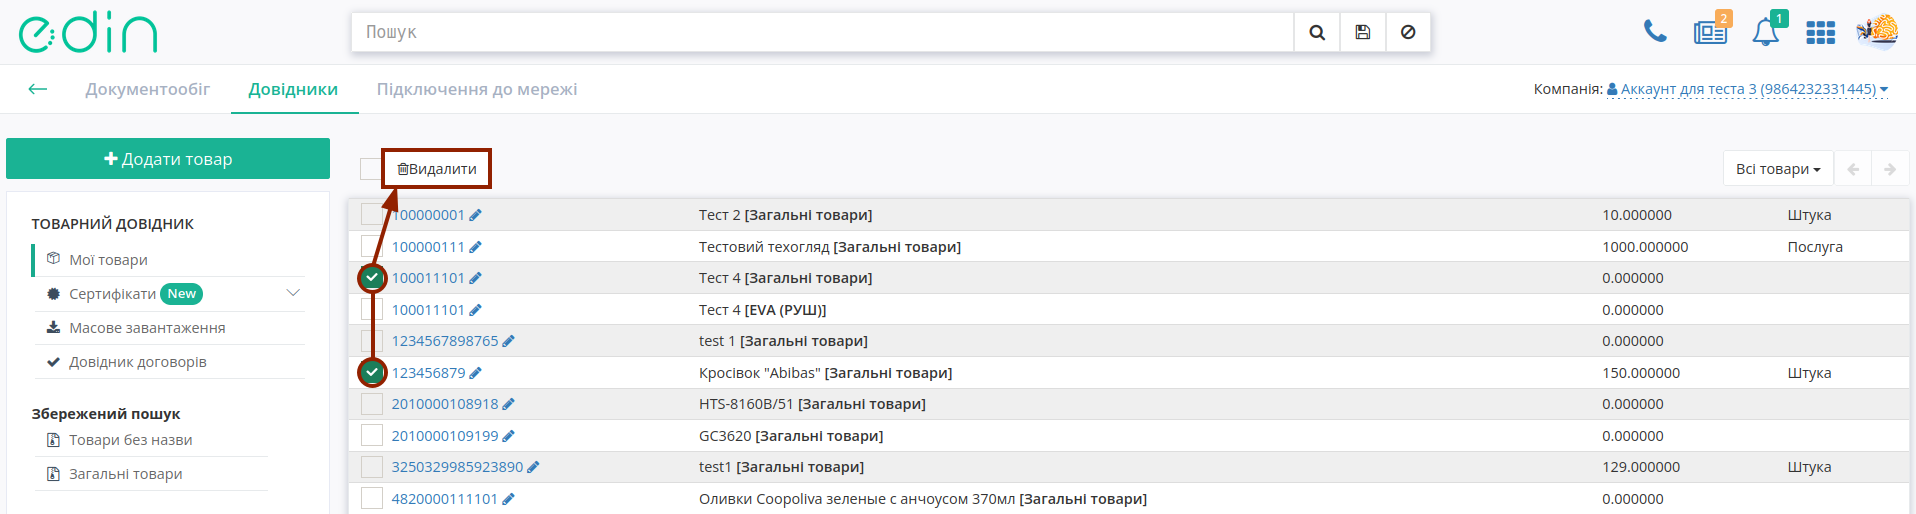 edin
Пошук
2
1
Документообіг Довідники Підключення до мережі
Компанія: Аккаунт для теста 3 (9864232331445)
Додати товар
Видалити
Всі товари
ТОВАРНИЙ ДОВІДНИК
Мої товари
Сертифікати New
Масове завантаження
Довідник договорів
Збережений пошук
Товари без назви
Загальні товари
100000001 Тест 2 [Загальні товари] 10.000000 Штука
100000111 Тестовий техогляд [Загальні товари] 1000.000000 Послуга
100011101 Тест 4 [Загальні товари] 0.000000
100011101 Тест 4 [EVA (РУШ)] 0.000000
1234567898765 test 1 [Загальні товари] 0.000000
123456879 Кросівок "Abibas" [Загальні товари] 150.000000 Штука
2010000108918 HTS-8160B/51 [Загальні товари] 0.000000
2010000109199 GC3620 [Загальні товари] 0.000000
3250329985923890 test1 [Загальні товари] 129.000000 Штука
4820000111101 Оливки Coopoliva зеленые с анчоусом 370мл [Загальні товари] 0.000000